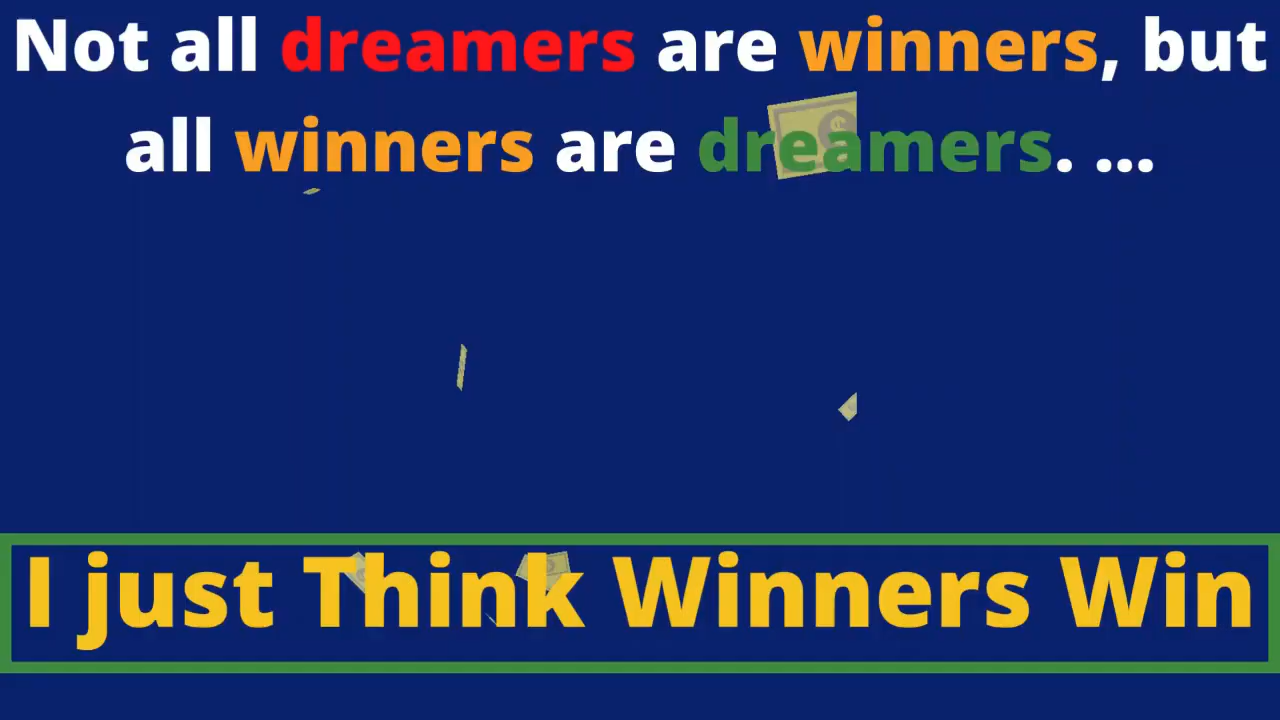 Not all dreamers are winners, but
all winners are dreamers. ...
I just Think Winners Win